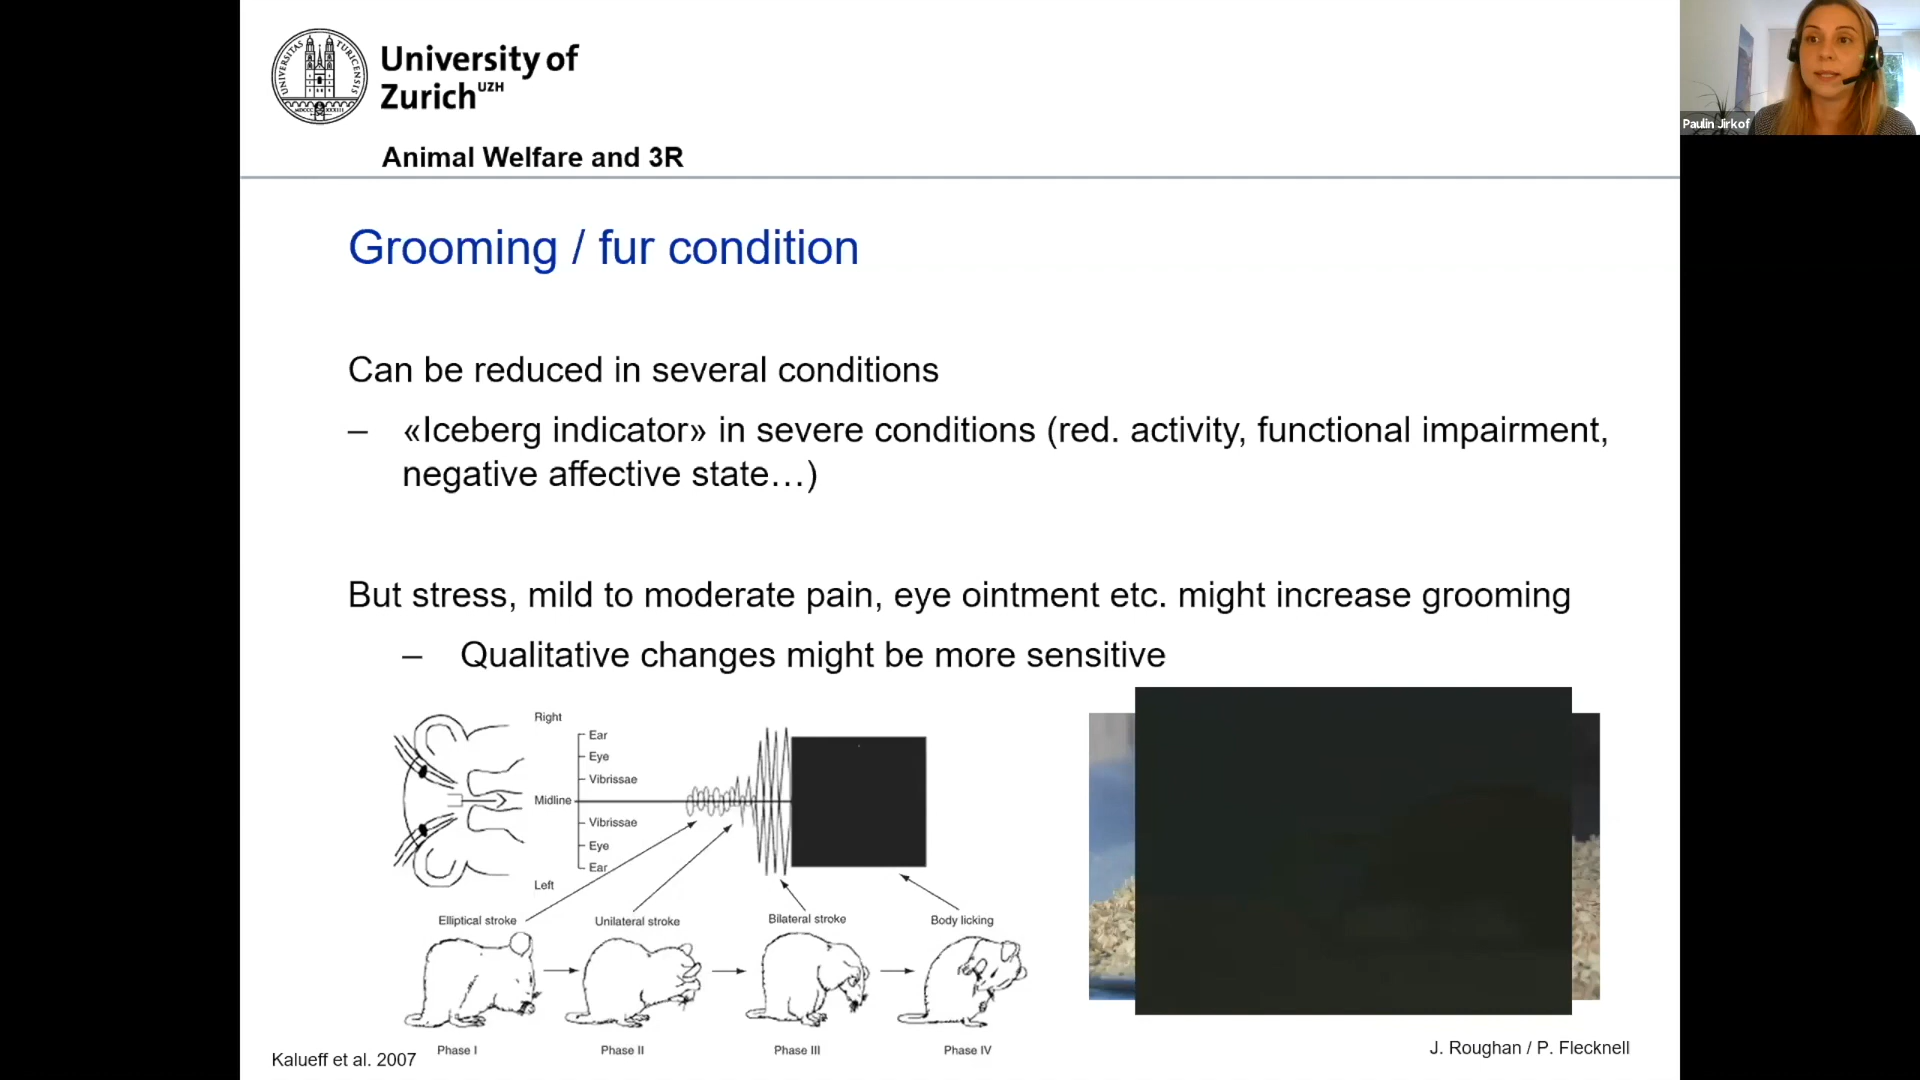 University of
Zurich UZH
UNIVERSITAS TURICENSIS
MDCCC XXXIII
Animal Welfare and 3R
Paulin Jirkof
Grooming / fur condition
Can be reduced in several conditions
– «Iceberg indicator» in severe conditions (red. activity, functional impairment,
negative affective state…)
But stress, mild to moderate pain, eye ointment etc. might increase grooming
– Qualitative changes might be more sensitive
Right
Ear
Eye
Vibrissae
Midline
Vibrissae
Eye
Ear
Left
Elliptical stroke
Unilateral stroke
Bilateral stroke
Body licking
Phase I
Phase II
Phase III
Phase IV
Kalueff et al. 2007
J. Roughan / P. Flecknell